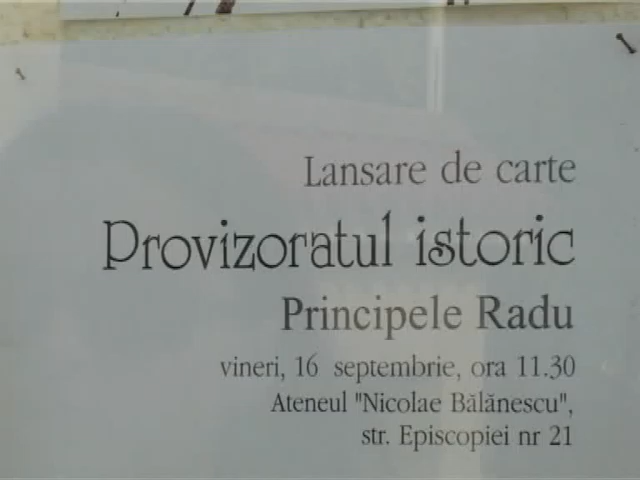 Lansare de carte
Provizoratul istoric
Principele Radu
vineri, 16 septembrie, ora 11.30
Ateneul "Nicolae Bălănescu",
str. Episcopiei nr 21